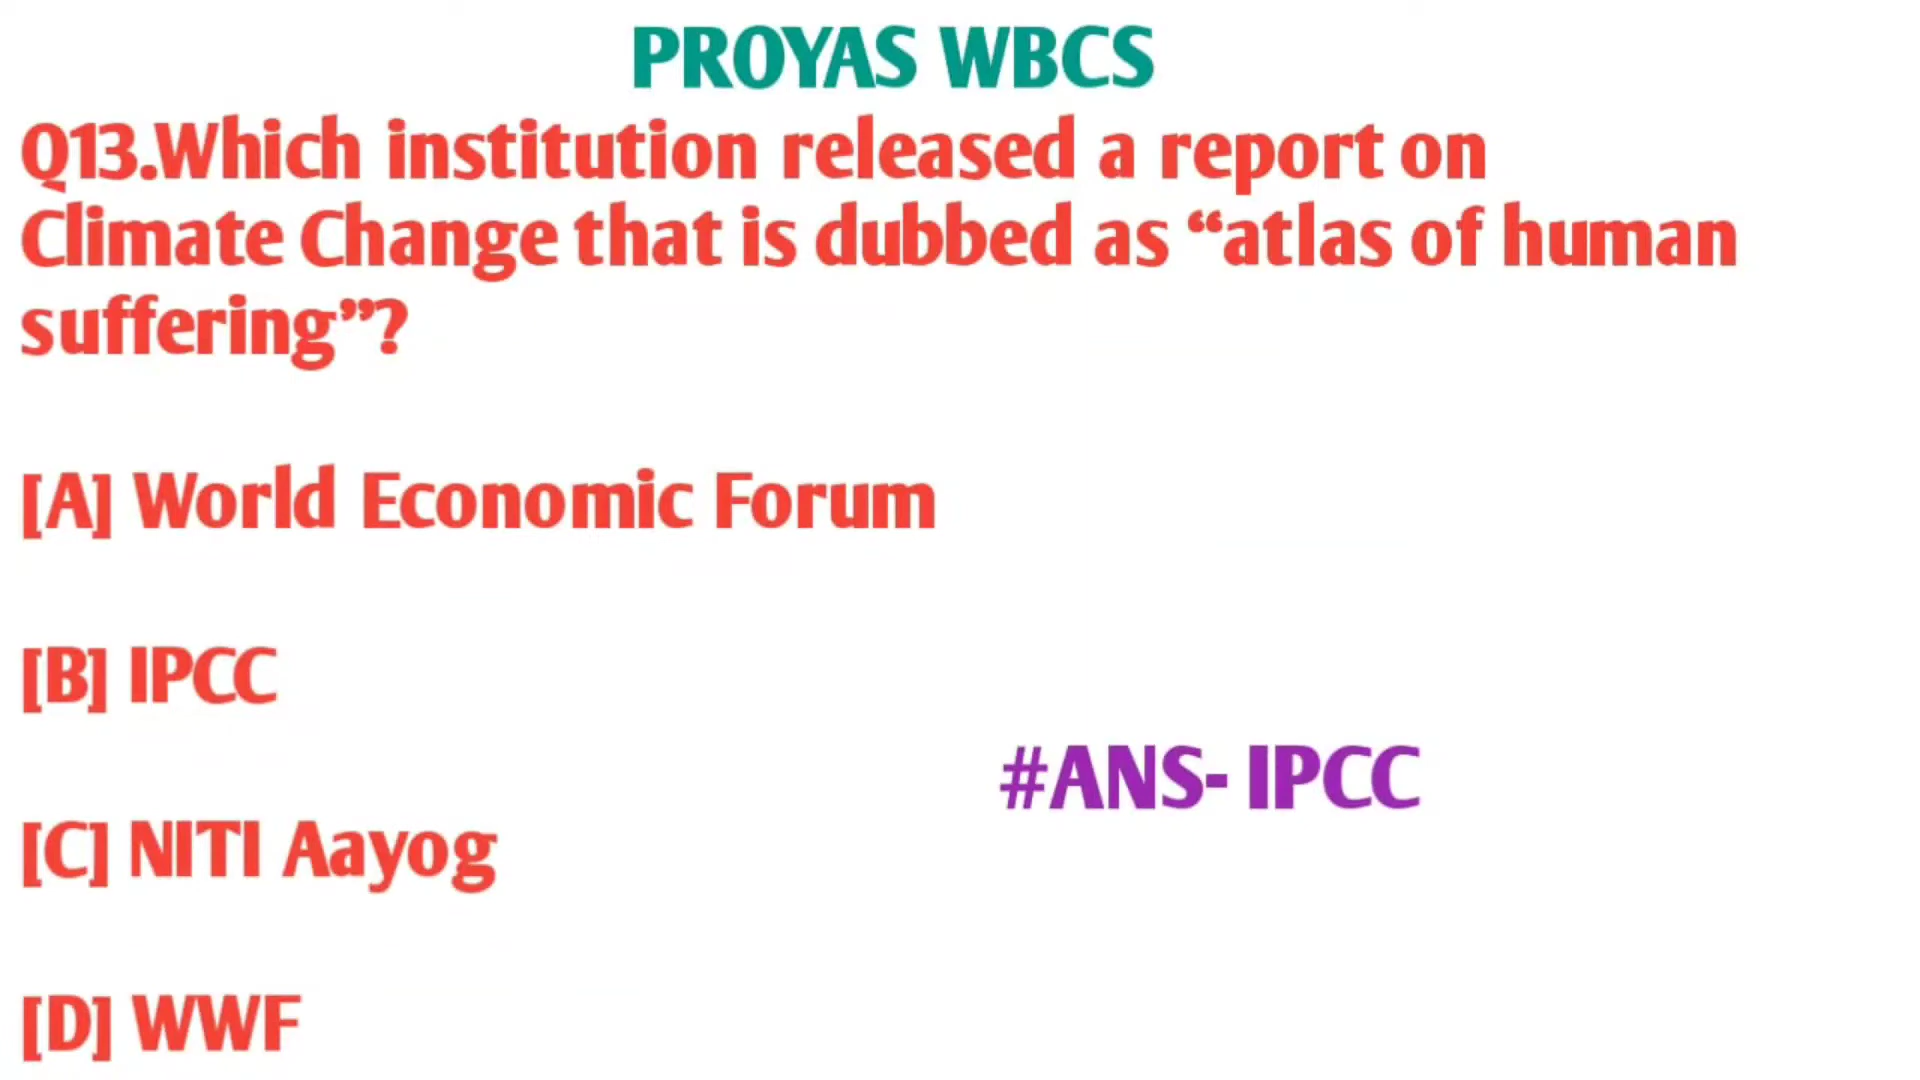 PROYAS WBCS
Q13.Which institution released a report on
Climate Change that is dubbed as “atlas of human
suffering”?
[A] World Economic Forum
[B] IPCC
#ANS- IPCC
[C] NITI Aayog
[D] WWF